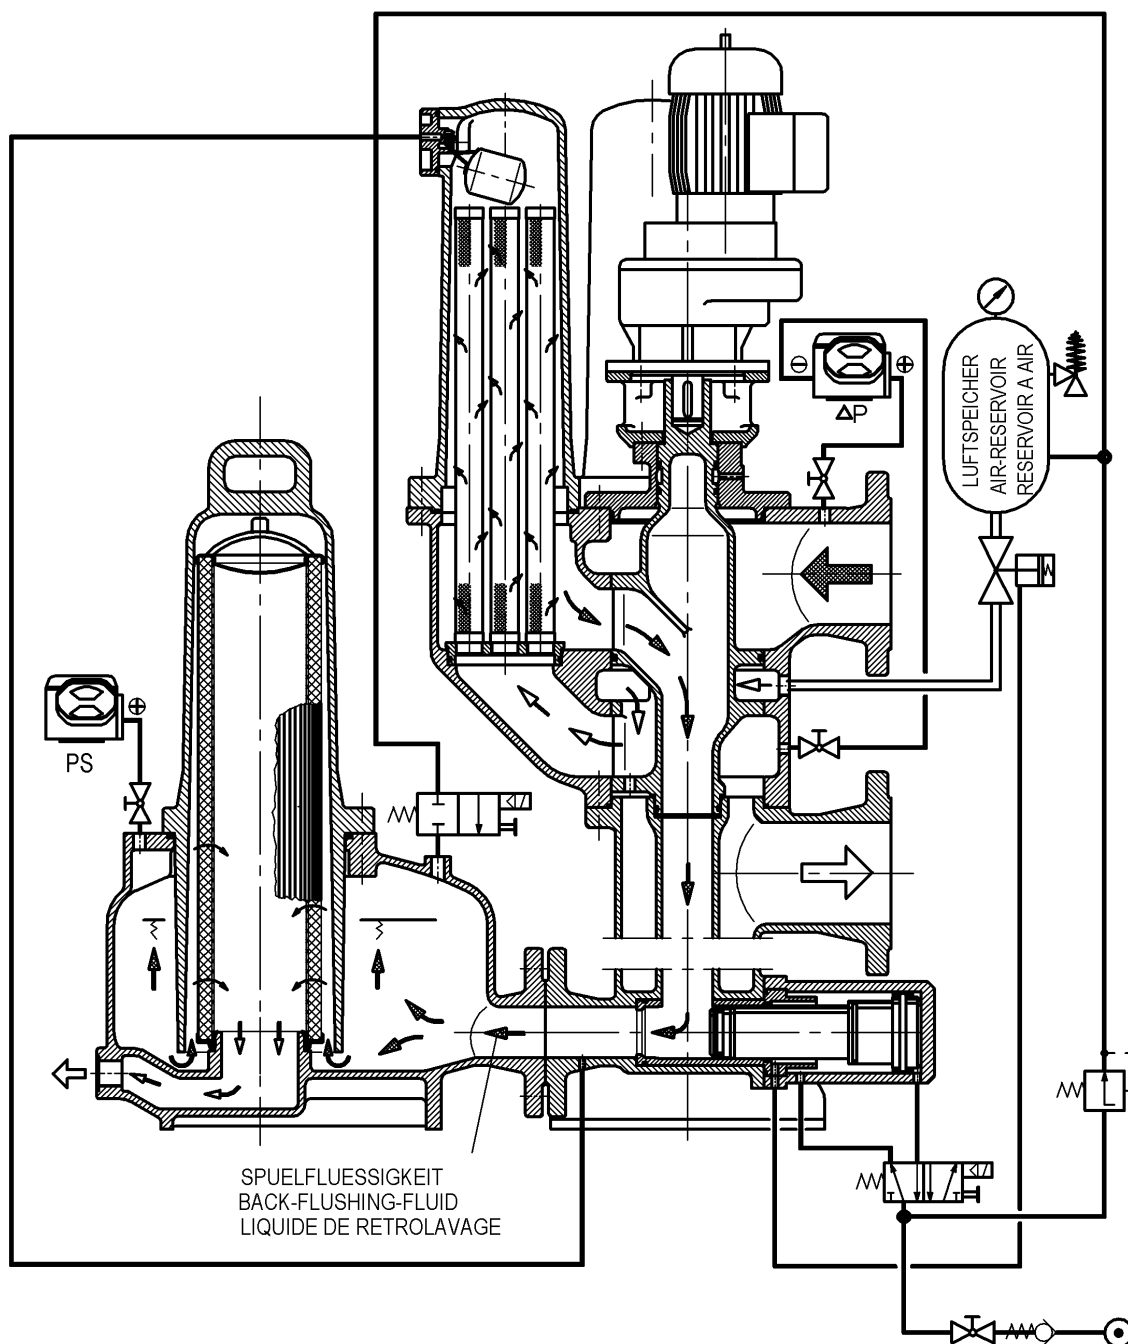 LUFTSPEICHER
AIR-RESERVOIR
RESERVOIR A AIR
⊖
⊕
ΔP
⊕
PS
SPUELFLUESSIGKEIT
BACK-FLUSHING-FLUID
LIQUIDE DE RETROLAVAGE